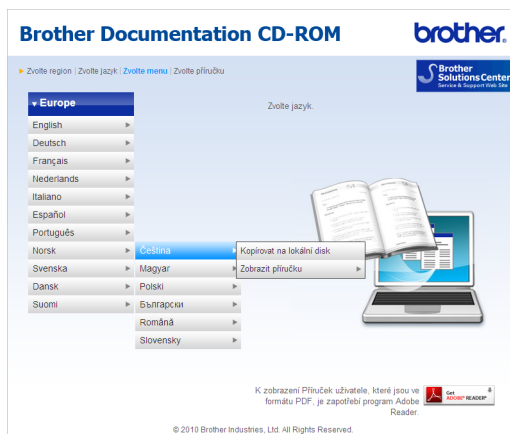 Brother Documentation CD-ROM
brother.
Zvolte region | Zvolte jazyk | Zvolte menu | Zvolte příručku
Brother
Solutions Center
Service & Support Web Site
Europe
Zvolte jazyk.
English
Deutsch
Français
Nederlands
Italiano
Español
Português
Norsk
Svenska
Dansk
Suomi
Čeština
Magyar
Polski
Български
Română
Slovensky
Kopírovat na lokální disk
Zobrazit příručku
K zobrazení Příruček uživatele, které jsou ve
formátu PDF, je zapotřebí program Adobe
Reader.
Get
ADOBE® READER®
© 2010 Brother Industries, Ltd. All Rights Reserved.